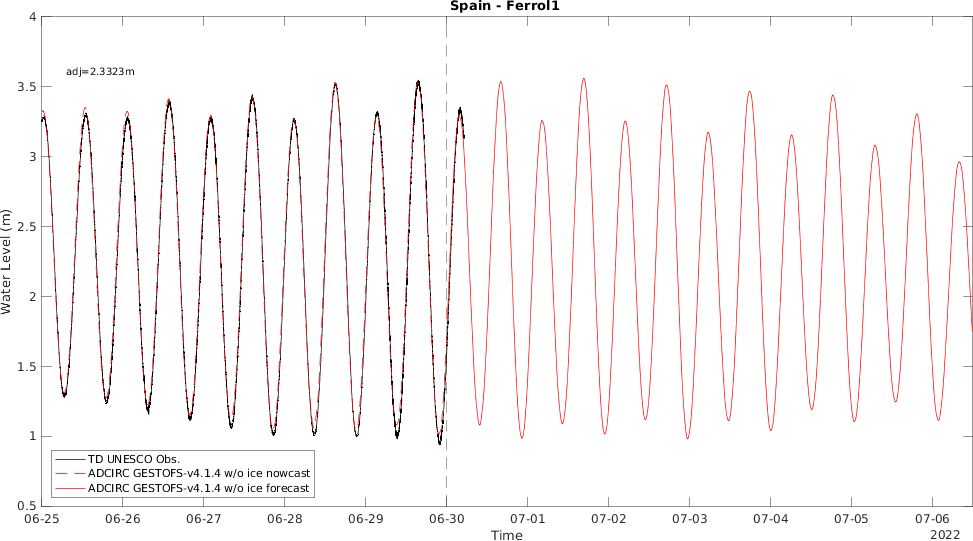 Spain - Ferrol1
adj=2.3323m
4
3.5
3
2.5
2
1.5
1
0.5
Water Level (m)
TD UNESCO Obs.
ADCIRC GESTOFS-v4.1.4 w/o ice nowcast
ADCIRC GESTOFS-v4.1.4 w/o ice forecast
06-25 06-26 06-27 06-28 06-29 06-30 07-01 07-02 07-03 07-04 07-05 07-06
Time
2022